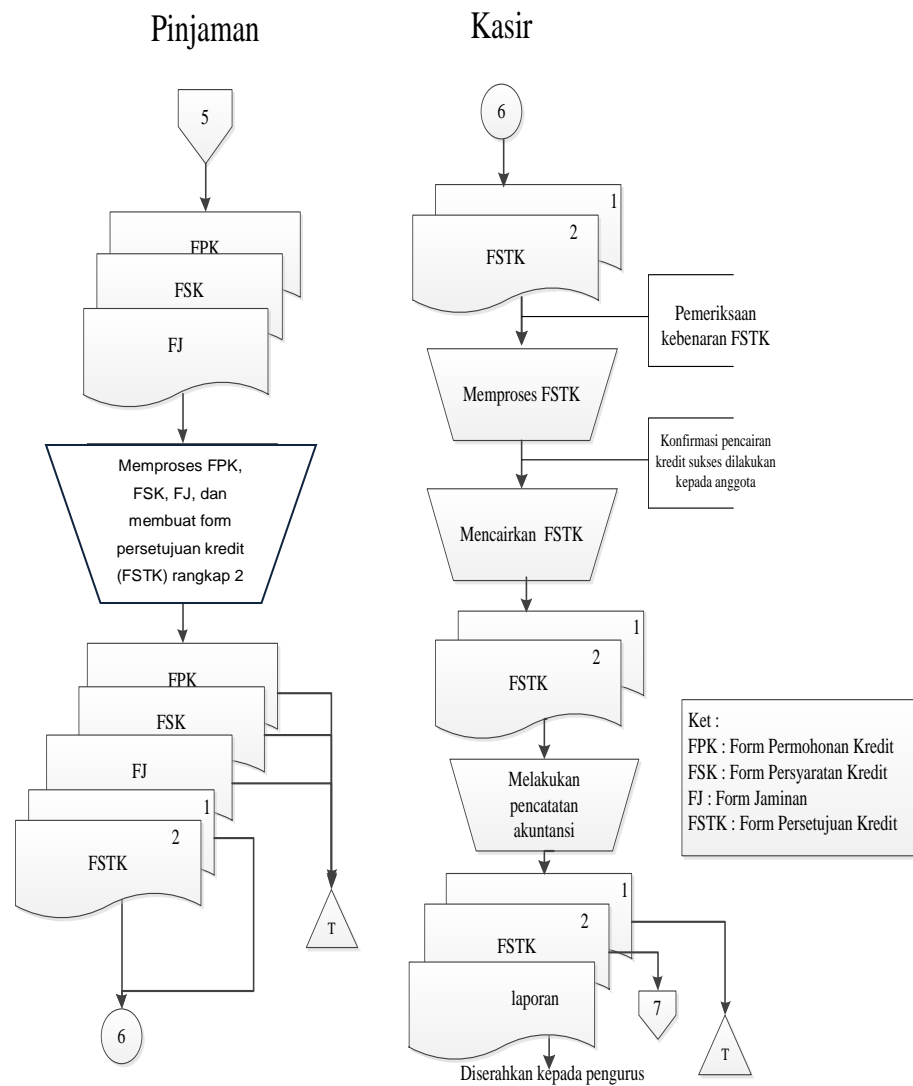 Pinjaman
5
FPK
FSK
FJ
Memproses FPK,
FSK, FJ, dan
membuat form
persetujuan kredit
(FSTK) rangkap 2
FPK
FSK
FJ
1
2
FSTK
T
6
Kasir
6
1
2
FSTK
Pemeriksaan
kebenaran FSTK
Memproses FSTK
Konfirmasi pencairan
kredit sukses dilakukan
kepada anggota
Mencairkan FSTK
1
2
FSTK
Melakukan
pencatatan
akuntansi
1
2
FSTK
laporan
7
T
Diserahkan kepada pengurus
Ket :
FPK : Form Permohonan Kredit
FSK : Form Persyaratan Kredit
FJ : Form Jaminan
FSTK : Form Persetujuan Kredit